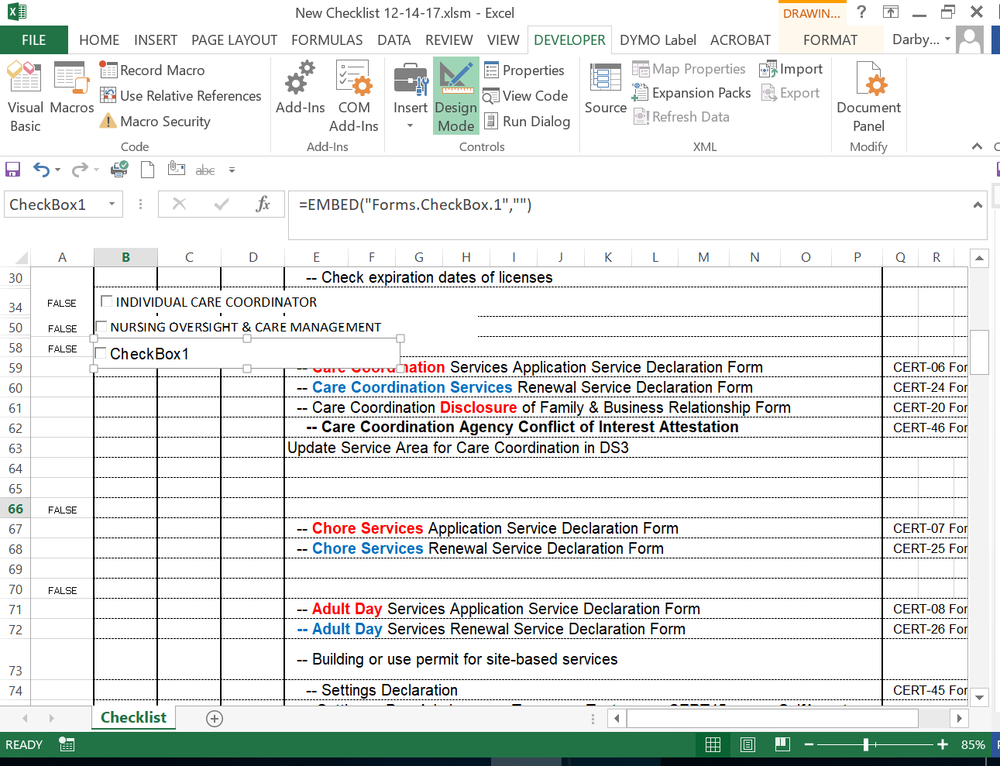 New Checklist 12-14-17.xlsm - Excel
DRAWIN...
?
FILE HOME INSERT PAGE LAYOUT FORMULAS DATA REVIEW VIEW DEVELOPER DYMO Label ACROBAT FORMAT Darby...
Visual Basic
Macros
Record Macro
Use Relative References
Macro Security
Code
Add-Ins
COM Add-Ins
Add-Ins
Insert
Design Mode
Properties
View Code
Run Dialog
Controls
Source
Map Properties
Expansion Packs
Refresh Data
Import
Export
XML
Document Panel
Modify
abc
CheckBox1
fx
=EMBED("Forms.CheckBox.1","")
A B C D E F G H I J K L M N O P Q R
30 -- Check expiration dates of licenses
34 FALSE INDIVIDUAL CARE COORDINATOR
50 FALSE NURSING OVERSIGHT & CARE MANAGEMENT
58 FALSE CheckBox1
59 -- Care Coordination Services Application Service Declaration Form CERT-06 For
60 -- Care Coordination Services Renewal Service Declaration Form CERT-24 For
61 -- Care Coordination Disclosure of Family & Business Relationship Form CERT-20 For
62 -- Care Coordination Agency Conflict of Interest Attestation CERT-46 For
63 Update Service Area for Care Coordination in DS3
64
65
66 FALSE
67 -- Chore Services Application Service Declaration Form CERT-07 For
68 -- Chore Services Renewal Service Declaration Form CERT-25 For
69
70 FALSE
71 -- Adult Day Services Application Service Declaration Form CERT-08 For
72 -- Adult Day Services Renewal Service Declaration Form CERT-26 For
73 -- Building or use permit for site-based services
74 -- Settings Declaration CERT-45 For
Checklist
READY
85%